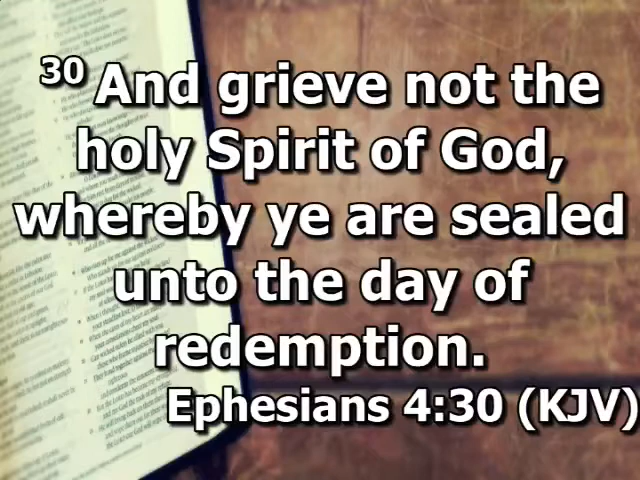 30 And grieve not the
holy Spirit of God,
whereby ye are sealed
unto the day of
redemption.
Ephesians 4:30 (KJV)